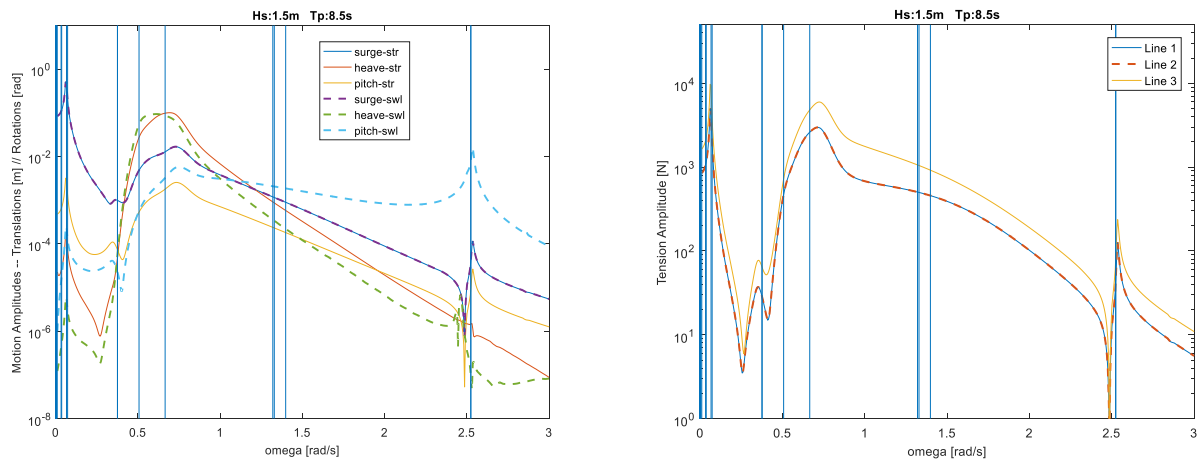 Hs:1.5m Tp:8.5s
Motion Amplitudes -- Translations [m] // Rotations [rad]
10^0
10^-2
10^-4
10^-6
10^-8
surge-str
heave-str
pitch-str
surge-swl
heave-swl
pitch-swl
0 0.5 1 1.5 2 2.5 3
omega [rad/s]
Hs:1.5m Tp:8.5s
Tension Amplitude [N]
10^4
10^3
10^2
10^1
10^0
Line 1
Line 2
Line 3
0 0.5 1 1.5 2 2.5 3
omega [rad/s]